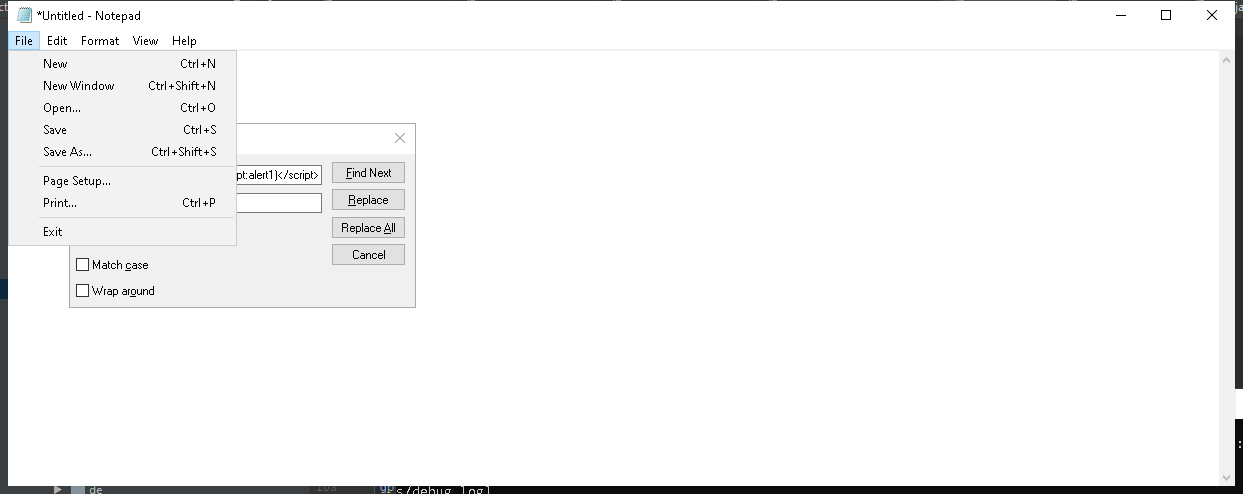 *Untitled - Notepad
File Edit Format View Help
New Ctrl+N
New Window Ctrl+Shift+N
Open... Ctrl+O
Save Ctrl+S
Save As... Ctrl+Shift+S
Page Setup...
Print... Ctrl+P
Exit
pt:alert1)</script>
Find Next
Replace
Replace All
Cancel
Match case
Wrap around
de
103
s/debug.log]